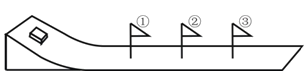 ① ② ③